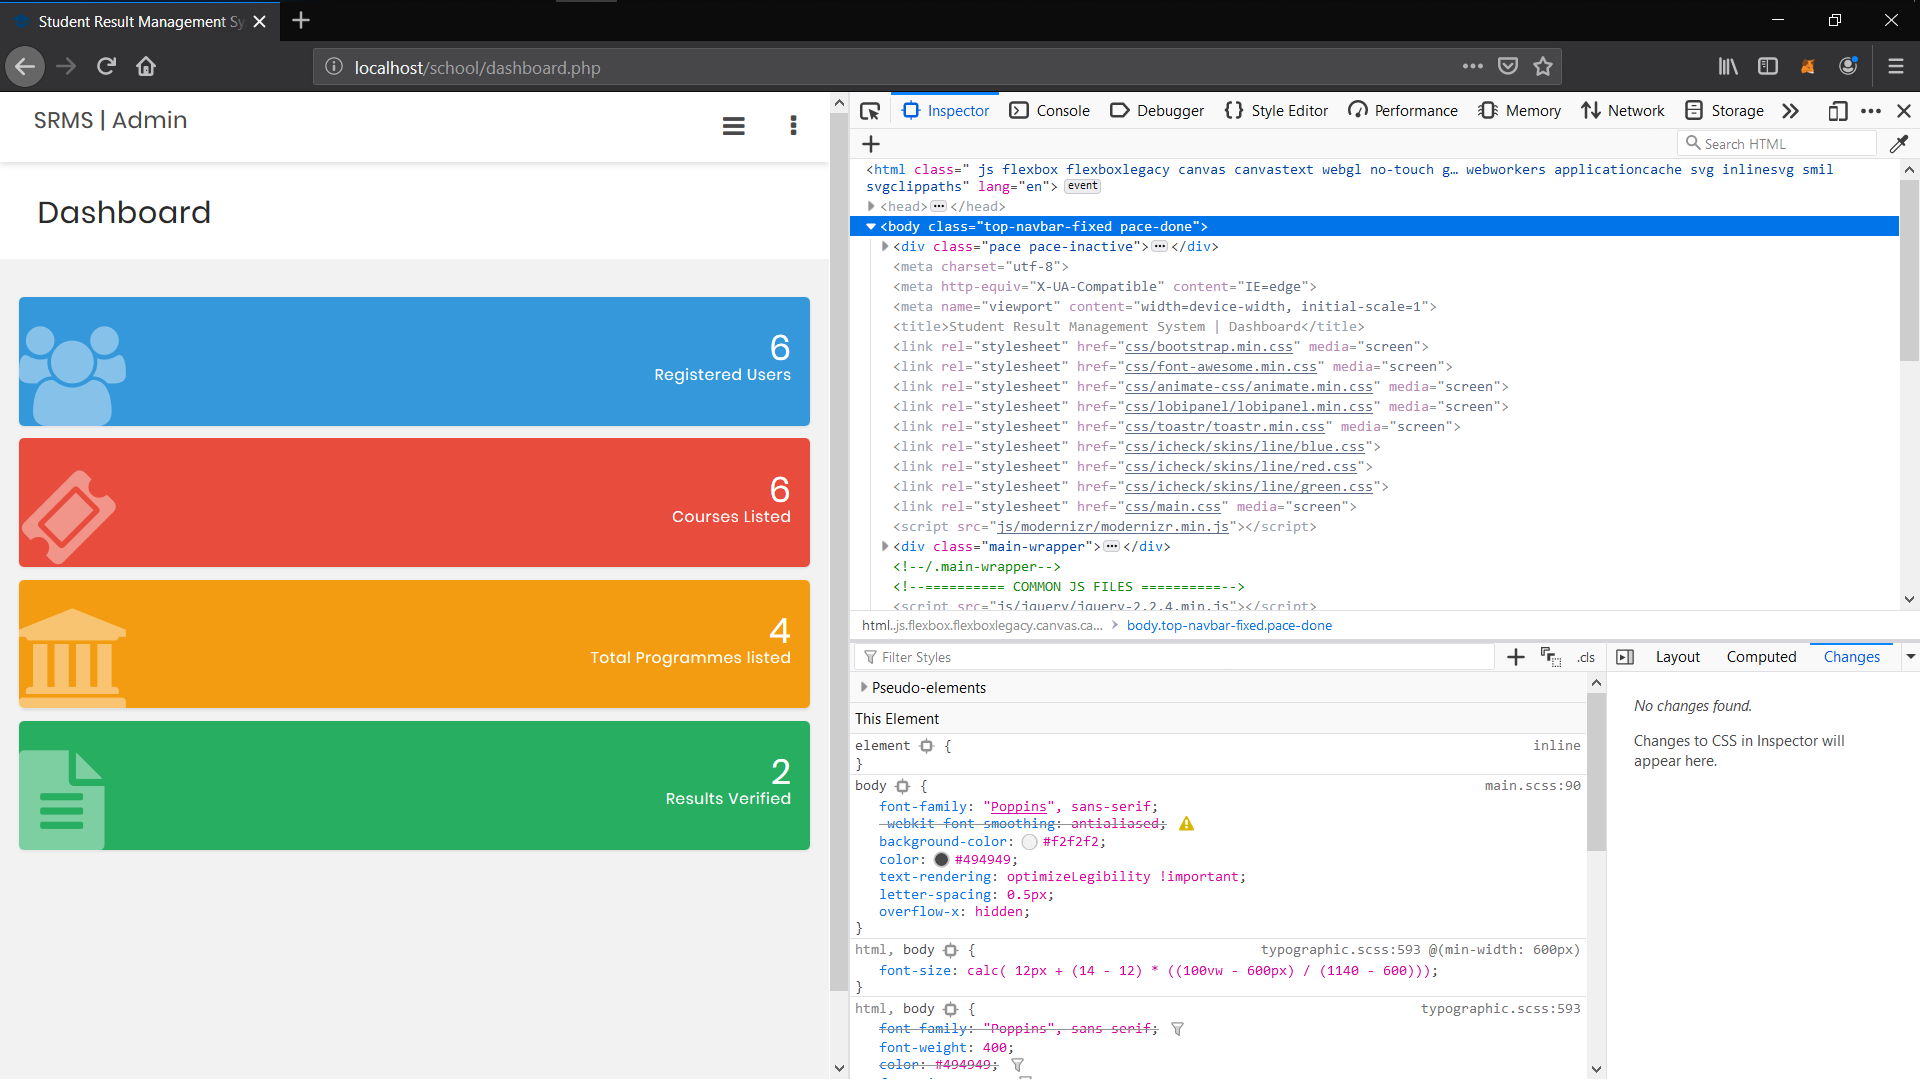 Student Result Management Sy
localhost/school/dashboard.php
SRMS | Admin
Dashboard
6
Registered Users
6
Courses Listed
4
Total Programmes listed
2
Results Verified
Inspector Console Debugger Style Editor Performance Memory Network Storage
Search HTML
<html class=" js flexbox flexboxlegacy canvas canvastext webgl no-touch g… webworkers applicationcache svg inlinesvg smil
svgclippaths" lang="en"> event
<head> ··· </head>
<body class="top-navbar-fixed pace-done">
<div class="pace pace-inactive"> ··· </div>
<meta charset="utf-8">
<meta http-equiv="X-UA-Compatible" content="IE=edge">
<meta name="viewport" content="width=device-width, initial-scale=1">
<title>Student Result Management System | Dashboard</title>
<link rel="stylesheet" href="css/bootstrap.min.css" media="screen">
<link rel="stylesheet" href="css/font-awesome.min.css" media="screen">
<link rel="stylesheet" href="css/animate-css/animate.min.css" media="screen">
<link rel="stylesheet" href="css/lobipanel/lobipanel.min.css" media="screen">
<link rel="stylesheet" href="css/toastr/toastr.min.css" media="screen">
<link rel="stylesheet" href="css/icheck/skins/line/blue.css">
<link rel="stylesheet" href="css/icheck/skins/line/red.css">
<link rel="stylesheet" href="css/icheck/skins/line/green.css">
<link rel="stylesheet" href="css/main.css" media="screen">
<script src="js/modernizr/modernizr.min.js"></script>
<div class="main-wrapper"> ··· </div>
<!--/.main-wrapper-->
<!--========== COMMON JS FILES ==========-->
<script src="js/jquery/jquery-2.2.4.min.js"></script>
html.js.flexbox.flexboxlegacy.canvas.ca... > body.top-navbar-fixed.pace-done
Filter Styles + .cls
Pseudo-elements
This Element
element { inline
}
body { main.scss:90
font-family: "Poppins", sans-serif;
-webkit-font-smoothing: antialiased;
background-color: #f2f2f2;
color: #494949;
text-rendering: optimizeLegibility !important;
letter-spacing: 0.5px;
overflow-x: hidden;
}
html, body { typographic.scss:593 @(min-width: 600px)
font-size: calc( 12px + (14 - 12) * ((100vw - 600px) / (1140 - 600)));
}
html, body { typographic.scss:593
font-family: "Poppins", sans-serif;
font-weight: 400;
color: #494949;
Layout Computed Changes
No changes found.
Changes to CSS in Inspector will
appear here.